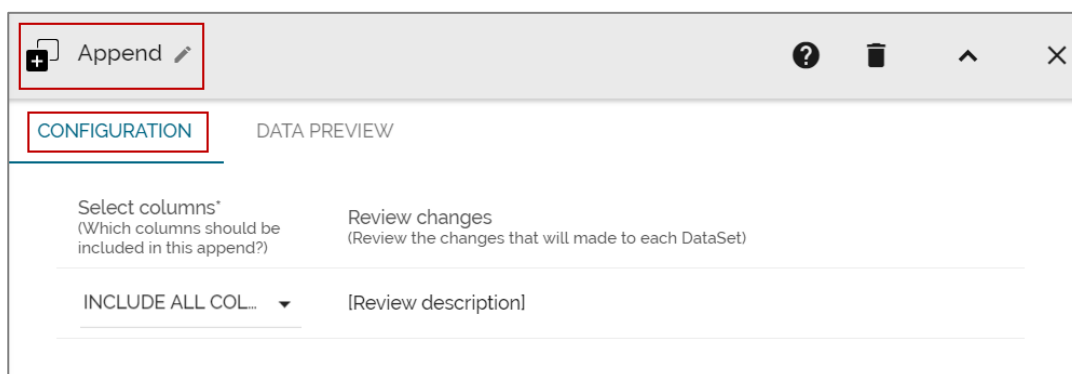 Append
CONFIGURATION
DATA PREVIEW
Select columns*
(Which columns should be
included in this append?)
Review changes
(Review the changes that will made to each DataSet)
INCLUDE ALL COL...
[Review description]